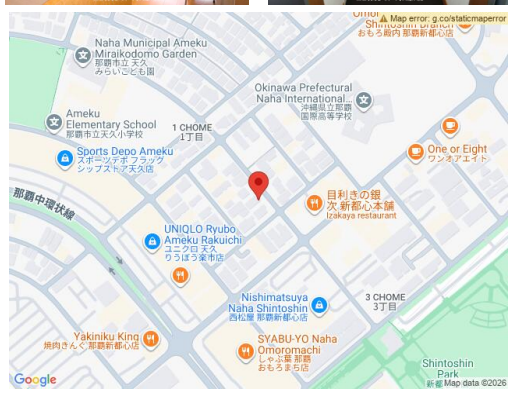 Map error: g.co/staticmaperror
Omor
Shintoshin Branch
おもろ殿内 那覇新都心店
Naha Municipal Ameku
Miraikodomo Garden
那覇市立 天久
みらいこども園
Okinawa Prefectural
Naha International...
沖縄県立那覇
国際高等学校
Ameku
Elementary School
那覇市立天久小学校
1 CHOME
1丁目
One or Eight
ワンオアエイト
Sports Depo Ameku
スポーツデポ フラッグ
シップストア天久店
那覇中環状線
目利きの銀
次 新都心本舗
Izakaya restaurant
UNIQLO Ryubo
Ameku Rakuichi
ユニクロ 天久
りうぼう楽市店
Nishimatsuya
Naha Shintoshin
西松屋 那覇新都心店
3 CHOME
3丁目
Yakiniku King
焼肉きんぐ 那覇新都心店
SYABU-YO Naha
Omoromachi
しゃぶ葉 那覇
おもろまち店
Shintoshin
Park
新都
Google
Map data ©2026